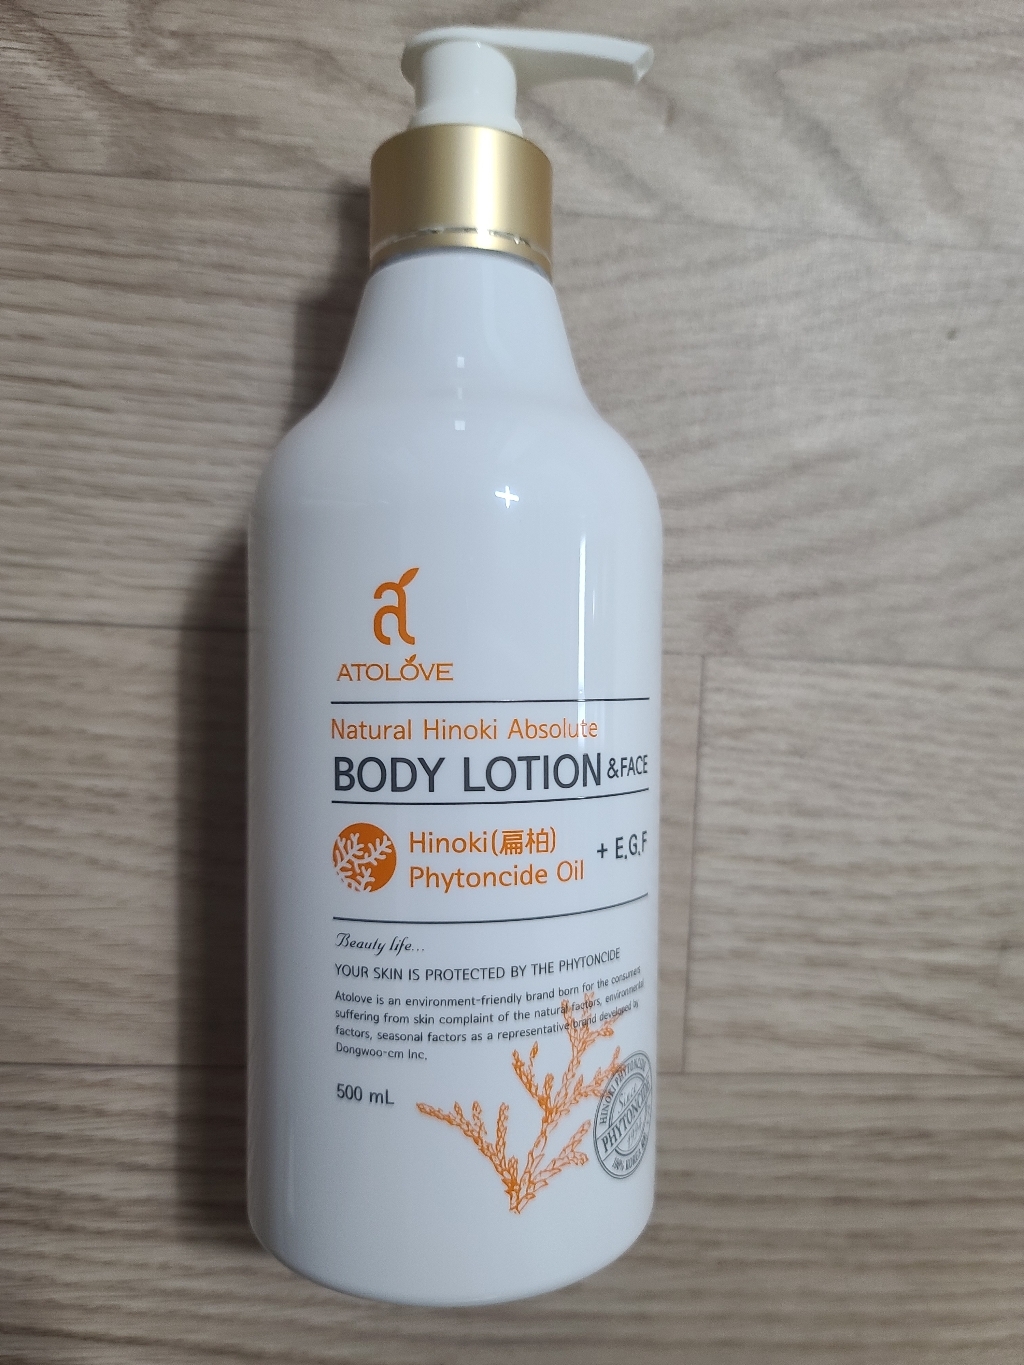 ATOLOVE
Natural Hinoki Absolute
BODY LOTION &FACE
Hinoki(扁柏)
Phytoncide Oil
+ E.G.F
Beauty life...
YOUR SKIN IS PROTECTED BY THE PHYTONCIDE
Atolove is an environment-friendly brand born for the consumers
suffering from skin complaint of the natural factors, environmental
factors, seasonal factors as a representative brand developed by
Dongwoo-cm Inc.
500 mL
HINOKI PHYTONCIDE